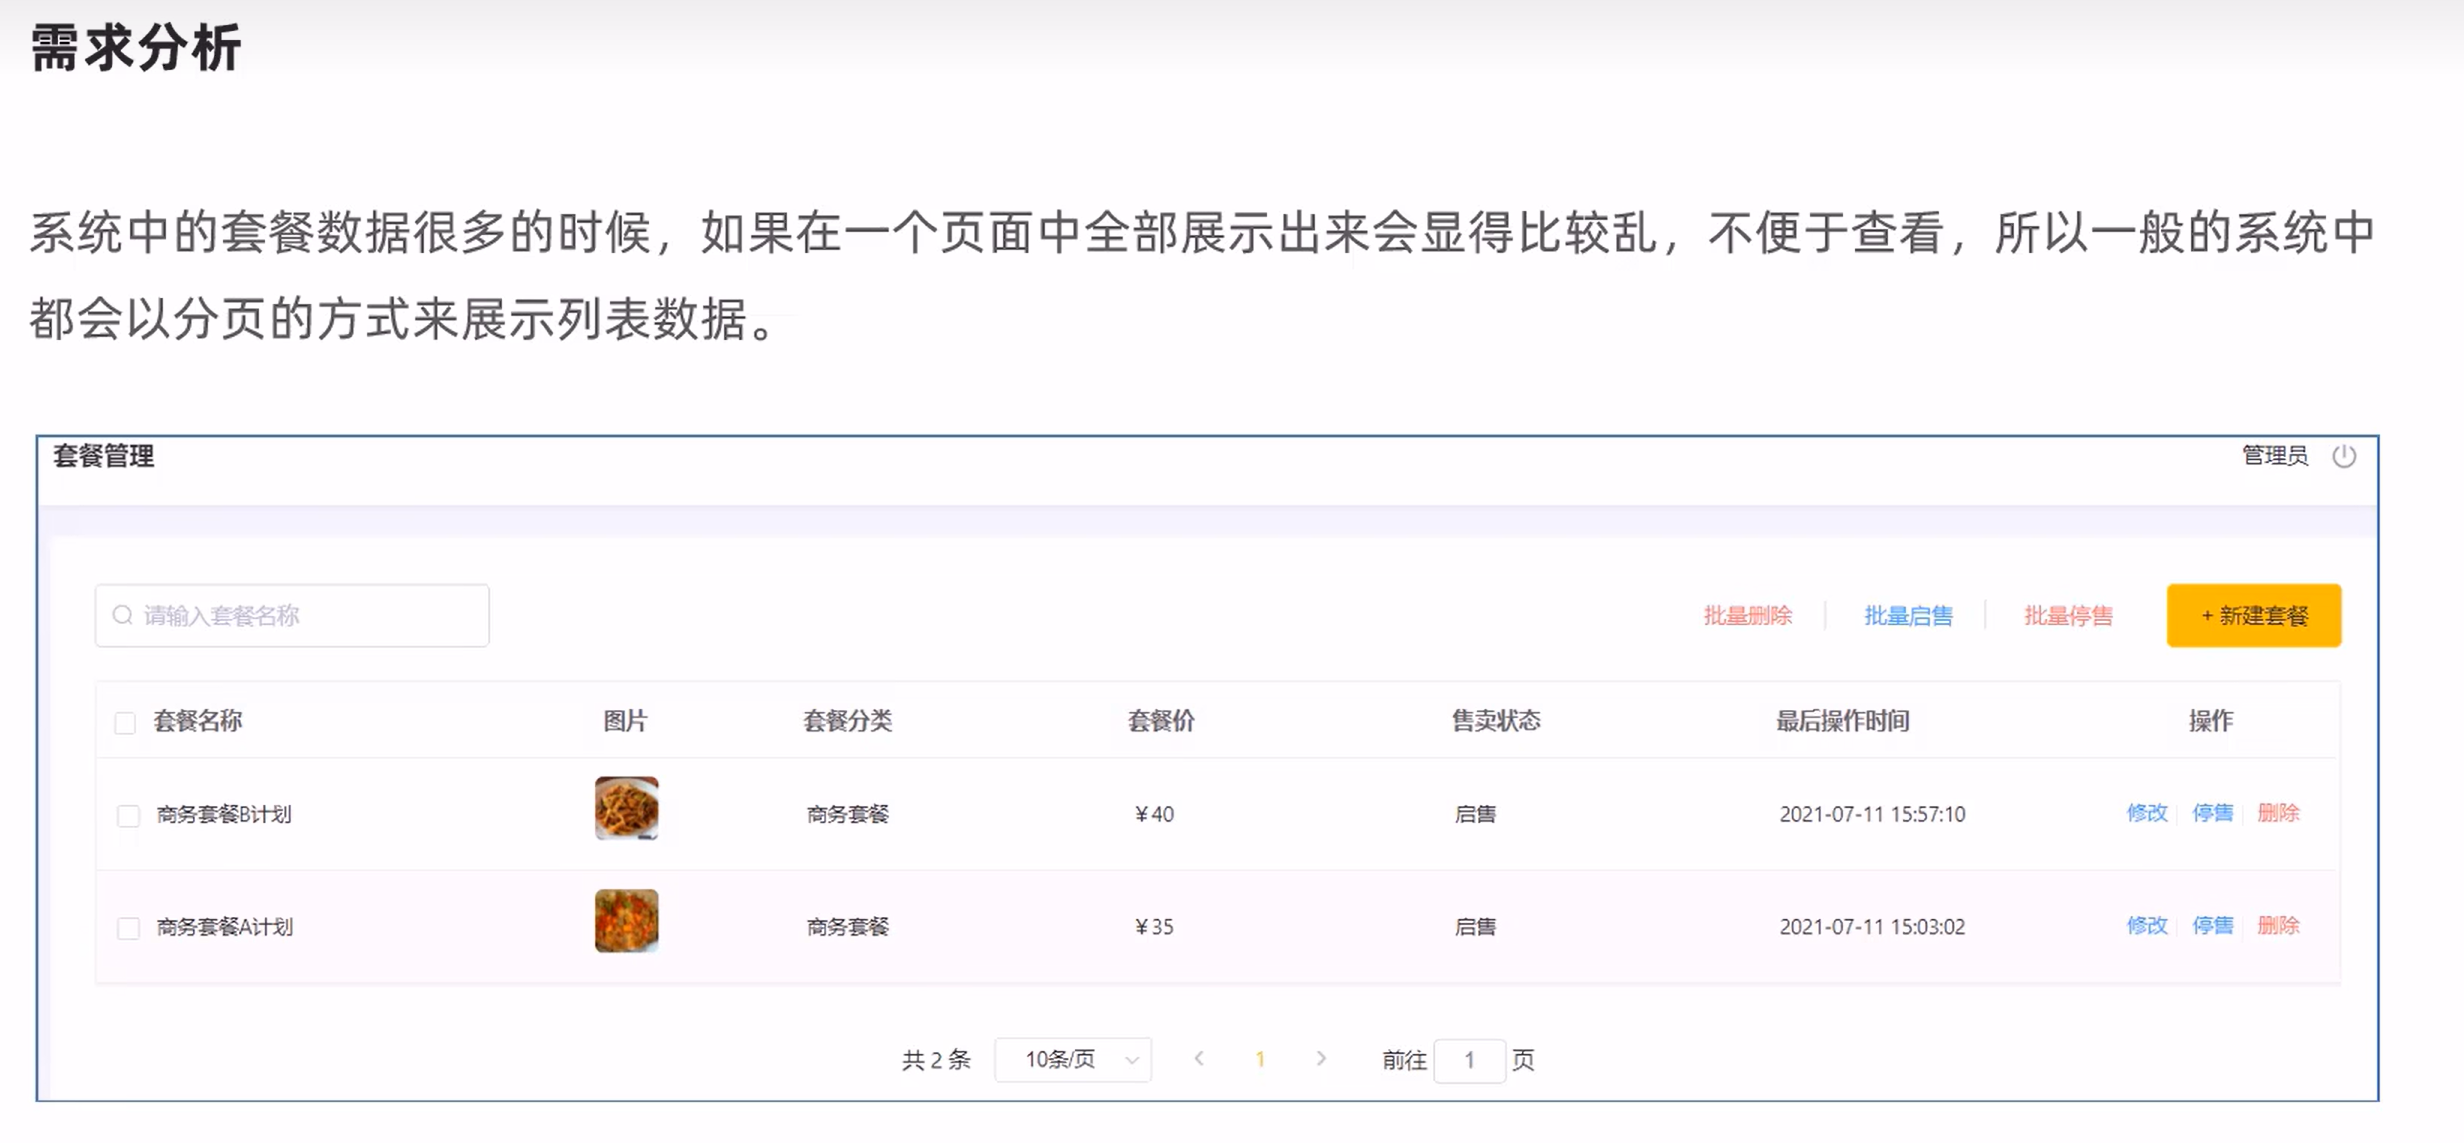 需求分析
系统中的套餐数据很多的时候，如果在一个页面中全部展示出来会显得比较乱，不便于查看，所以一般的系统中
都会以分页的方式来展示列表数据。
套餐管理 管理员
请输入套餐名称 批量删除 批量启售 批量停售 + 新建套餐
套餐名称 图片 套餐分类 套餐价 售卖状态 最后操作时间 操作
商务套餐B计划 商务套餐 ￥40 启售 2021-07-11 15:57:10 修改 停售 删除
商务套餐A计划 商务套餐 ￥35 启售 2021-07-11 15:03:02 修改 停售 删除
共 2 条 10条/页 1 前往 1 页